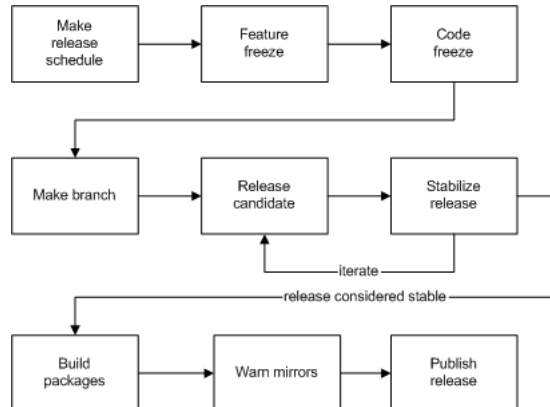 Make
release
schedule
Feature
freeze
Code
freeze
Make branch
Release
candidate
Stabilize
release
iterate
release considered stable
Build
packages
Warn mirrors
Publish
release